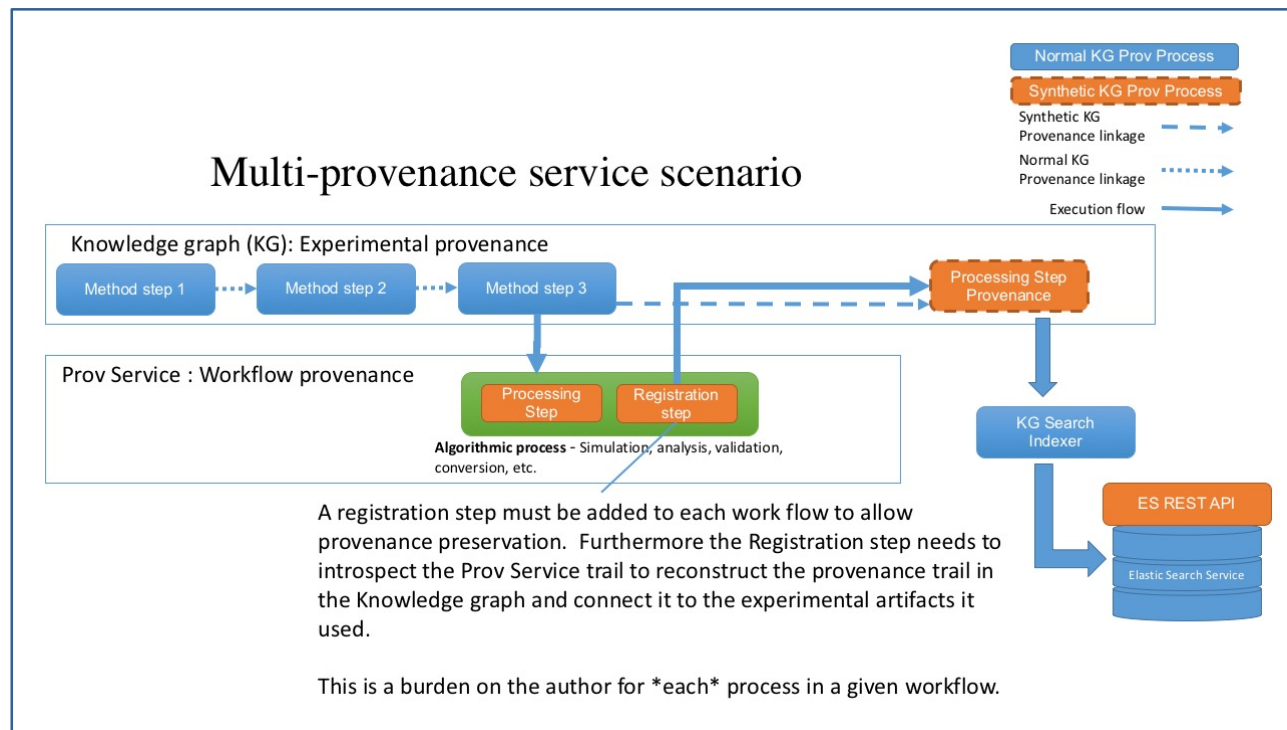 Normal KG Prov Process
Synthetic KG Prov Process
Synthetic KG
Provenance linkage
Normal KG
Provenance linkage
Execution flow
Multi-provenance service scenario
Knowledge graph (KG): Experimental provenance
Method step 1
Method step 2
Method step 3
Processing Step
Provenance
Prov Service : Workflow provenance
Processing
Step
Registration
step
Algorithmic process - Simulation, analysis, validation,
conversion, etc.
KG Search
Indexer
ES REST API
Elastic Search Service
A registration step must be added to each work flow to allow
provenance preservation.  Furthermore the Registration step needs to
introspect the Prov Service trail to reconstruct the provenance trail in
the Knowledge graph and connect it to the experimental artifacts it
used.
This is a burden on the author for *each* process in a given workflow.